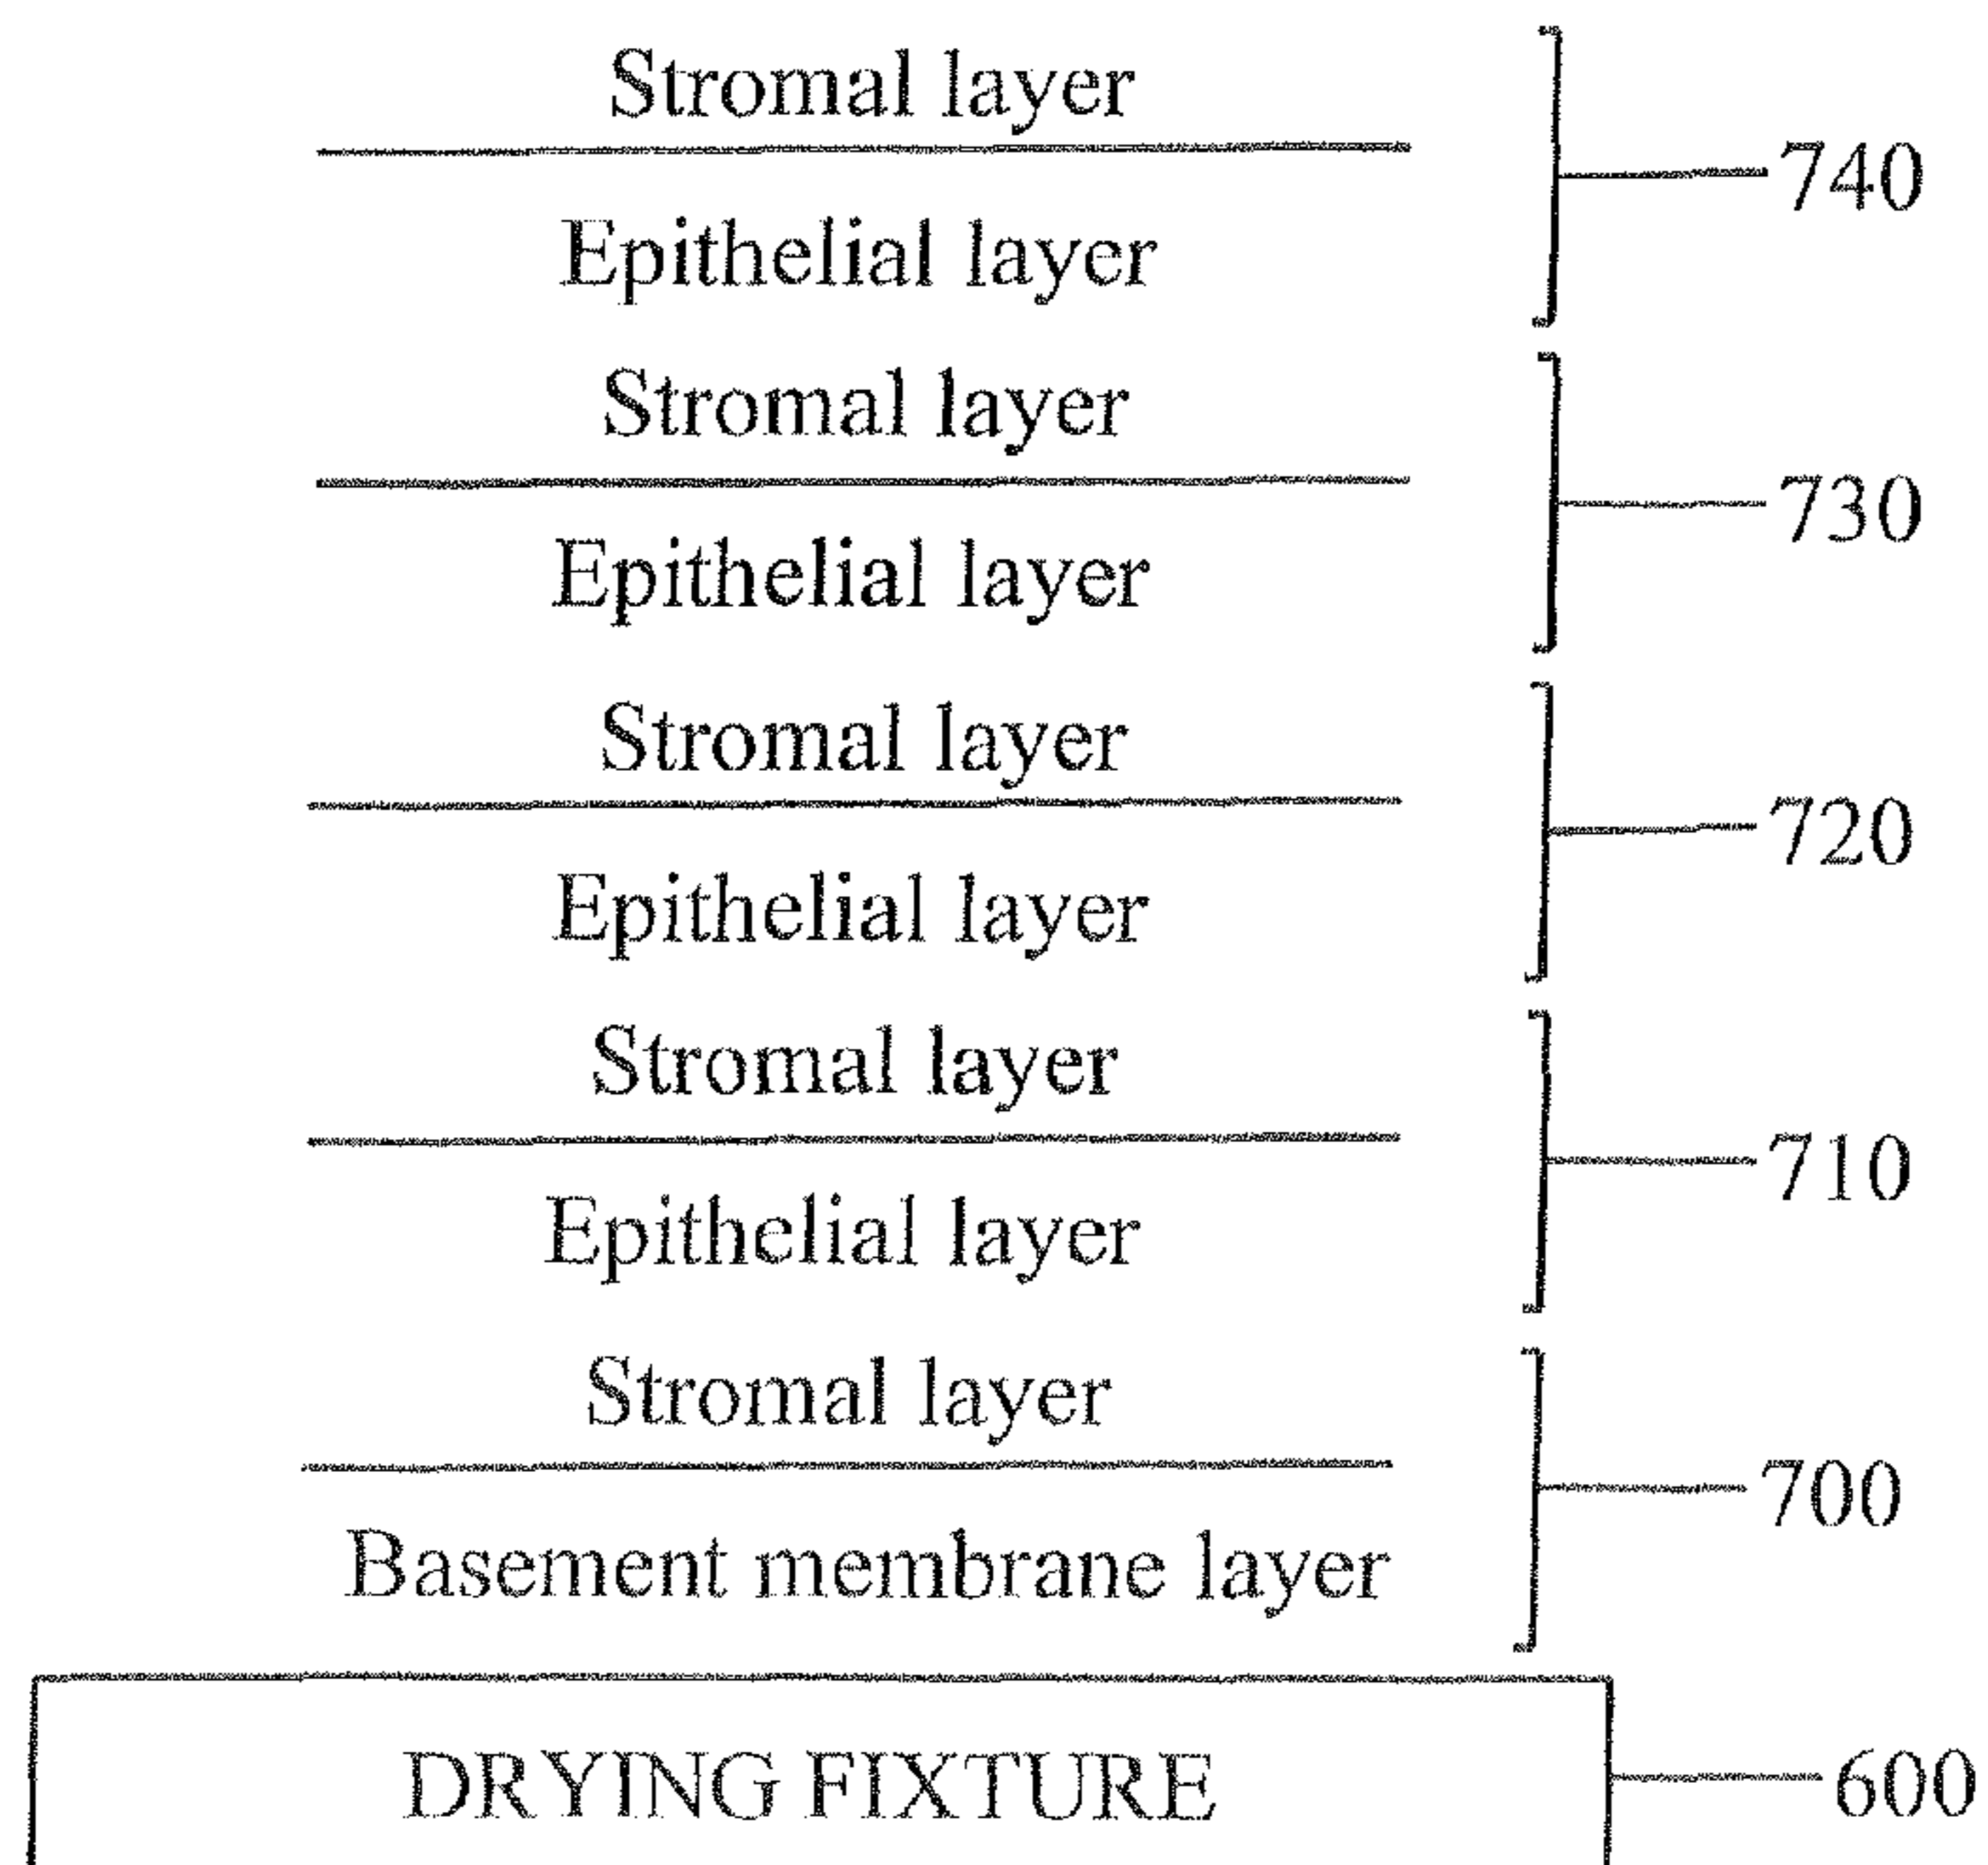 Stromal layer
740
Epithelial layer
Stromal layer
730
Epithelial layer
Stromal layer
720
Epithelial layer
Stromal layer
710
Epithelial layer
Stromal layer
700
Basement membrane layer
DRYING FIXTURE
600